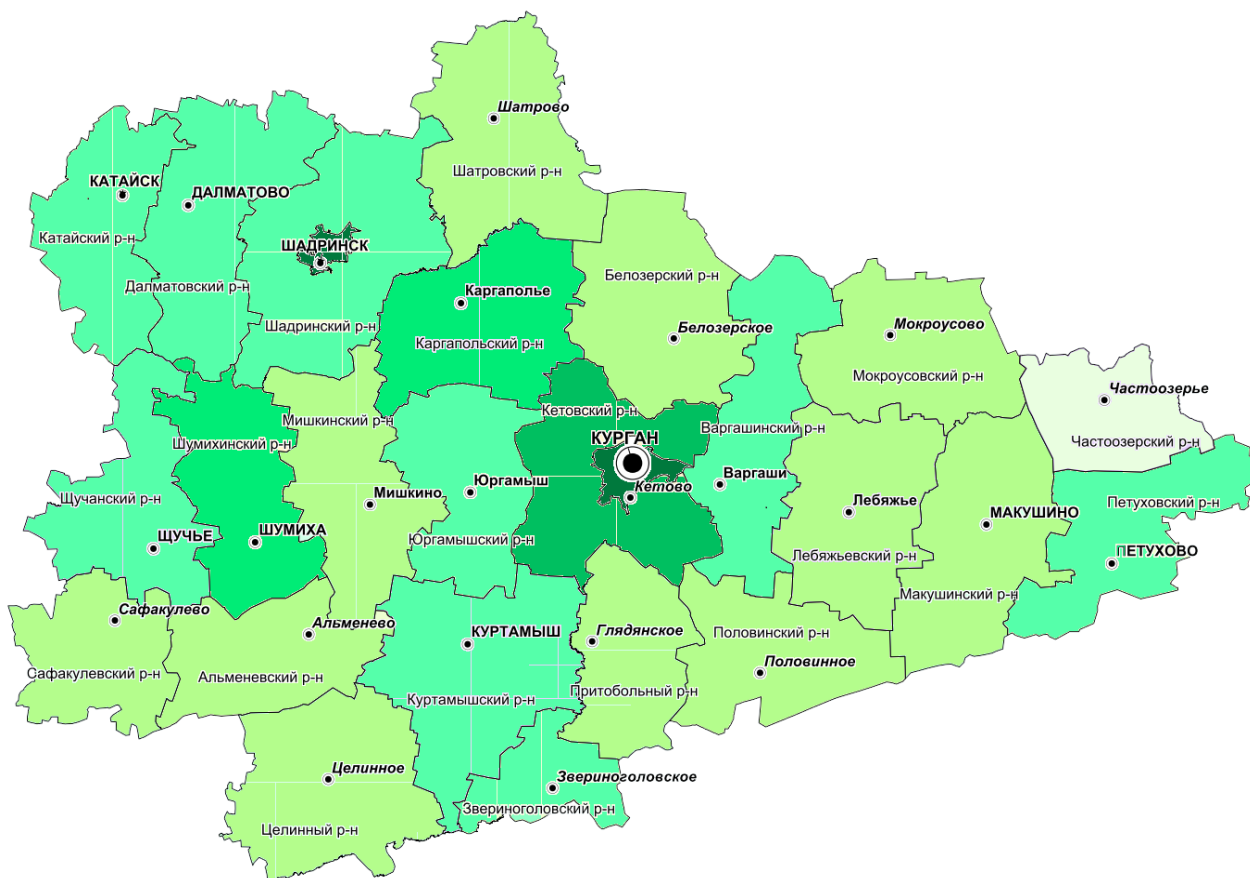 Шатрово
Шатровский р-н
КАТАЙСК
ДАЛМАТОВО
Катайский р-н
ШАДРИНСК
Далматовский р-н
Шадринский р-н
Каргаполье
Каргапольский р-н
Белозерский р-н
Белозерское
Мокроусово
Мокроусовский р-н
Частоозерье
Частоозерский р-н
Мишкинский р-н
Кетовский р-н
Варгашинский р-н
КУРГАН
Шумихинский р-н
Щучанский р-н
Мишкино
Юргамыш
Кетово
Варгаши
Лебяжье
МАКУШИНО
Петуховский р-н
ЩУЧЬЕ
ШУМИХА
Юргамышский р-н
Лебяжьевский р-н
ПЕТУХОВО
Сафакулево
Альменево
КУРТАМЫШ
Глядянское
Половинский р-н
Макушинский р-н
Половинное
Сафакулевский р-н
Альменевский р-н
Куртамышский р-н
Притобольный р-н
Целинное
Звериноголовское
Звериноголовский р-н
Целинный р-н